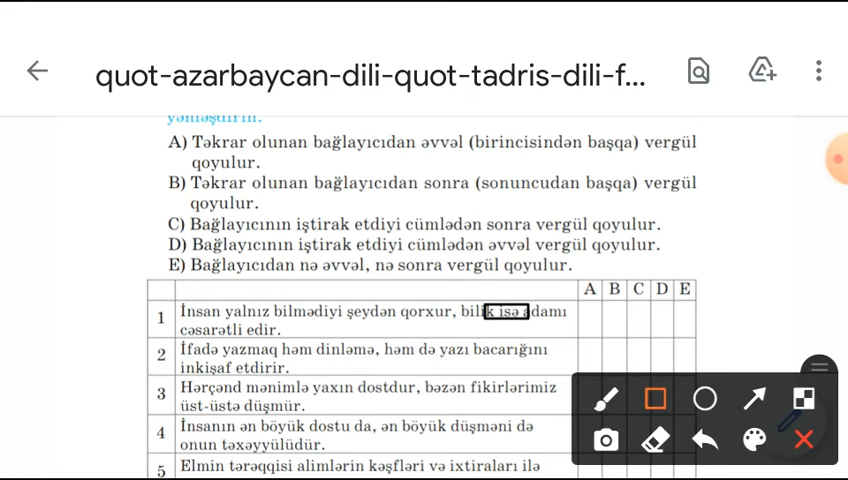 quot-azarbaycan-dili-quot-tadris-dili-f...
yanlışdırın.
A) Təkrar olunan bağlayıcıdan əvvəl (birincisindən başqa) vergül
qoyulur.
B) Təkrar olunan bağlayıcıdan sonra (sonuncudan başqa) vergül
qoyulur.
C) Bağlayıcının iştirak etdiyi cümlədən sonra vergül qoyulur.
D) Bağlayıcının iştirak etdiyi cümlədən əvvəl vergül qoyulur.
E) Bağlayıcıdan nə əvvəl, nə sonra vergül qoyulur.
A B C D E
1 İnsan yalnız bilmədiyi şeydən qorxur, bilik isə adamı
cəsarətli edir.
2 İfadə yazmaq həm dinləmə, həm də yazı bacarığını
inkişaf etdirir.
3 Hərçənd mənimlə yaxın dostdur, bəzən fikirlərimiz
üst-üstə düşmür.
4 İnsanın ən böyük dostu da, ən böyük düşməni də
onun təxəyyülüdür.
5 Elmin tərəqqisi alimlərin kəşfləri və ixtiraları ilə